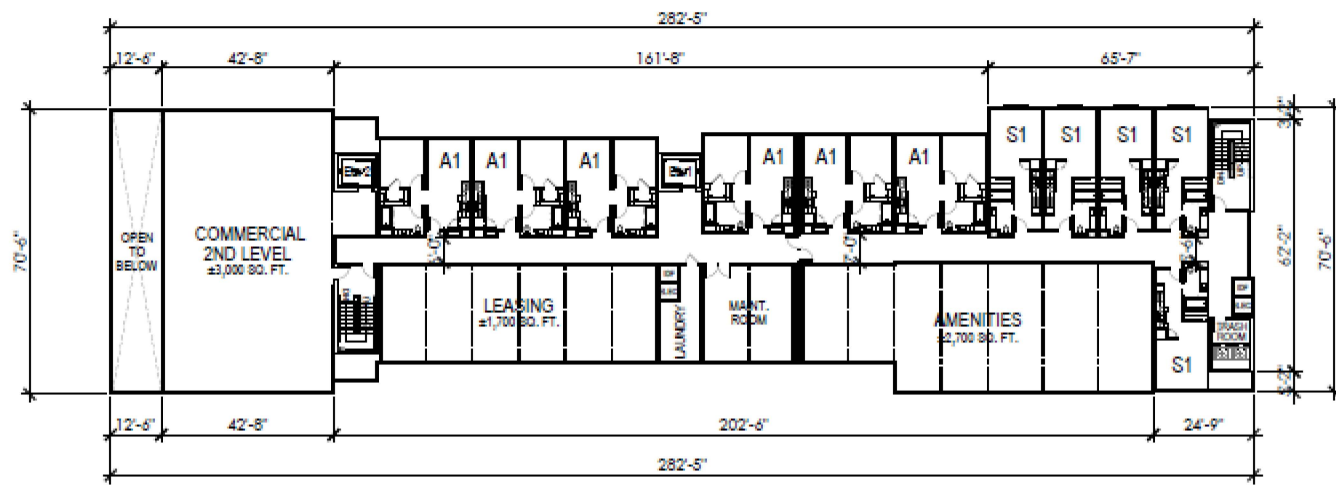 282'-5"
12'-6" 42'-8" 161'-8" 65'-7"
70'-6"
62'-2"
70'-6"
A1 A1 A1 A1 A1 A1
S1 S1 S1 S1
OPEN
TO
BELOW
COMMERCIAL
2ND LEVEL
±3,000 SQ. FT.
LEASING
±1,700 SQ. FT.
LAUNDRY
MAINT.
ROOM
AMENITIES
±2,700 SQ. FT.
TRASH
ROOM
S1
12'-6" 42'-8" 202'-6" 24'-9"
282'-5"